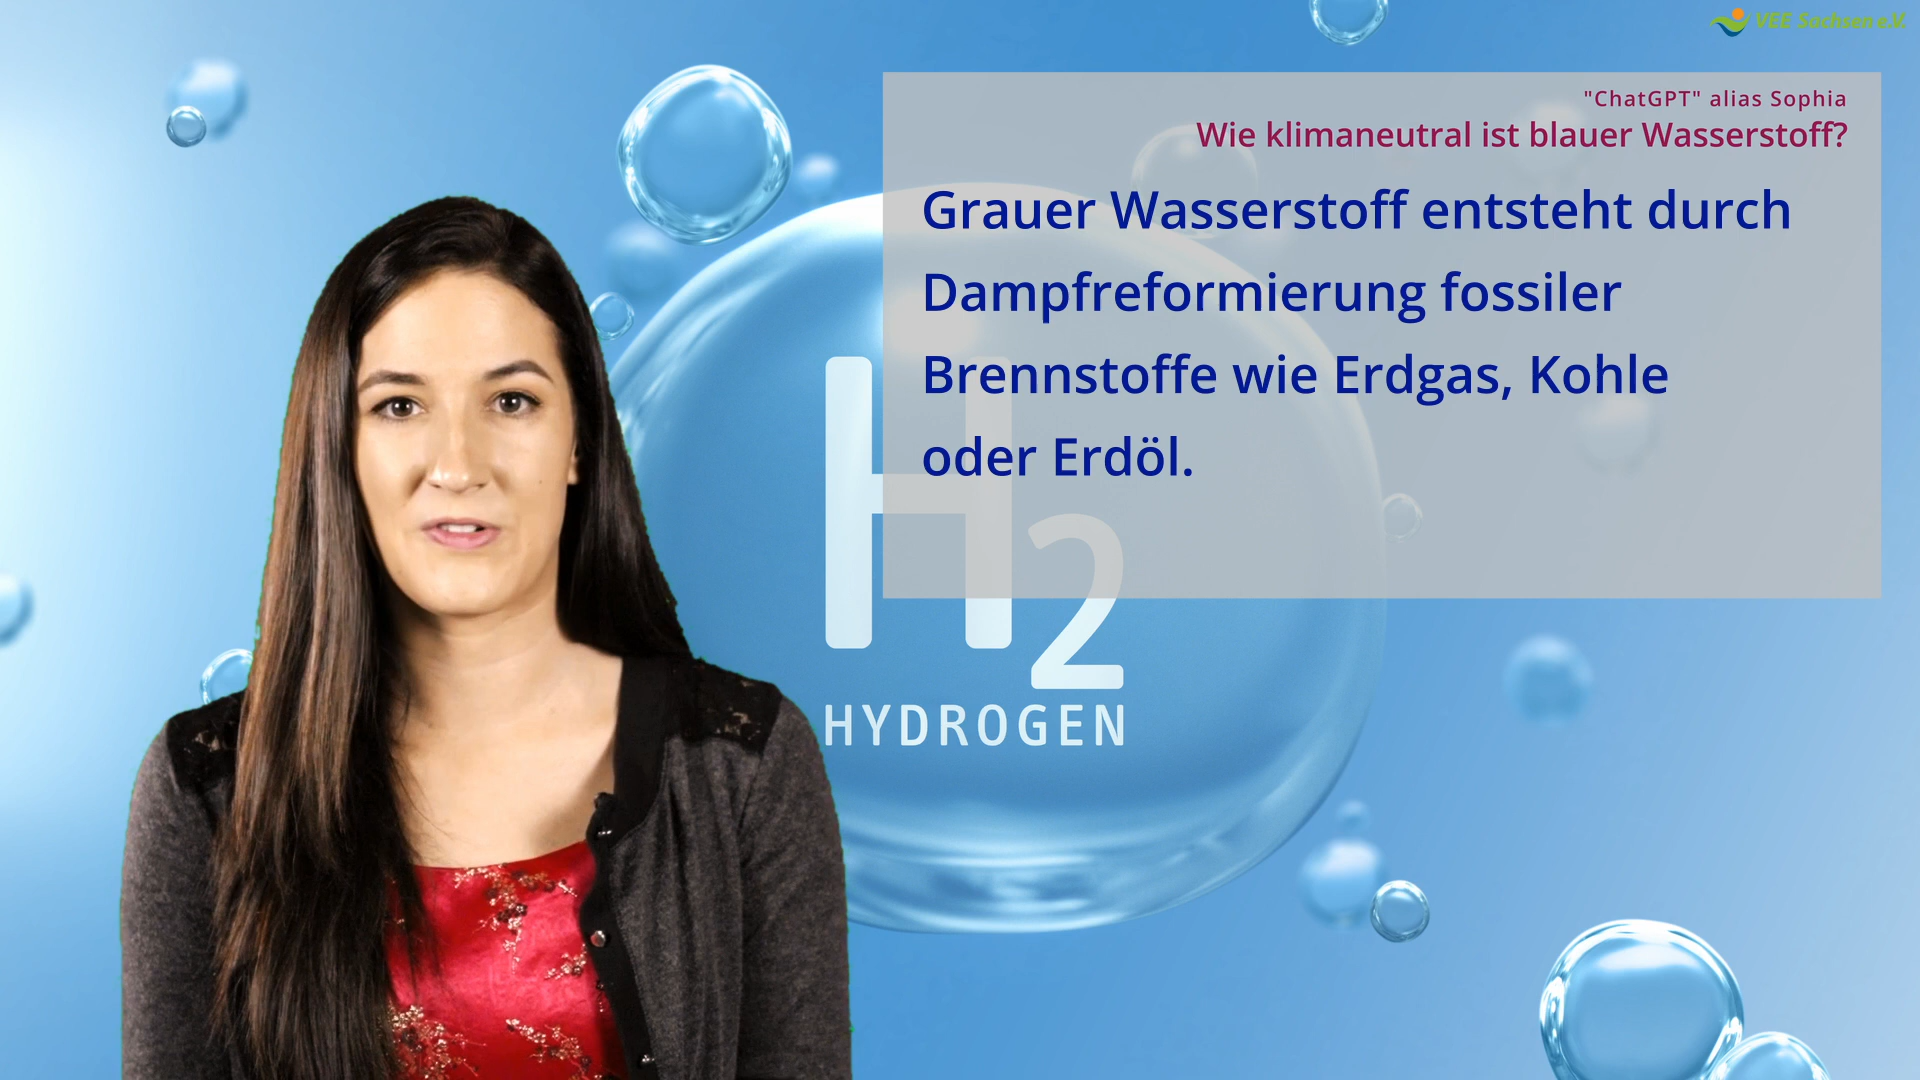 VEE Sachsen e.V.
"ChatGPT" alias Sophia
Wie klimaneutral ist blauer Wasserstoff?
Grauer Wasserstoff entsteht durch
Dampfreformierung fossiler
Brennstoffe wie Erdgas, Kohle
oder Erdöl.
H2
HYDROGEN